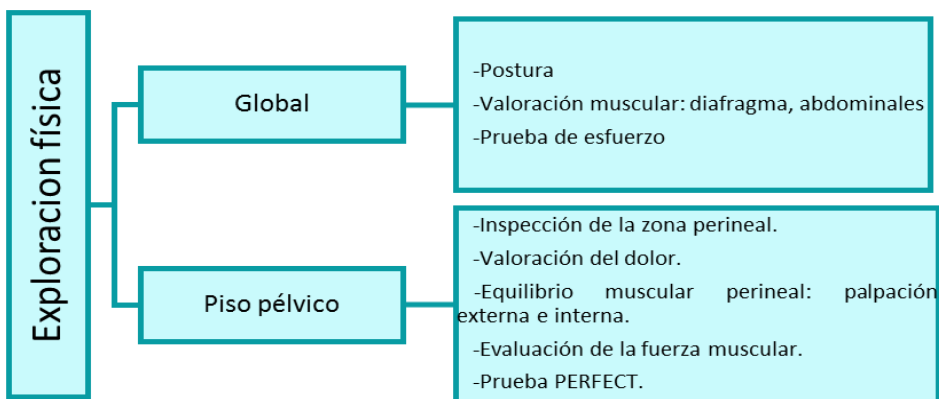 Exploracion física
Global
-Postura
-Valoración muscular: diafragma, abdominales
-Prueba de esfuerzo
Piso pélvico
-Inspección de la zona perineal.
-Valoración del dolor.
-Equilibrio muscular perineal: palpación
externa e interna.
-Evaluación de la fuerza muscular.
-Prueba PERFECT.